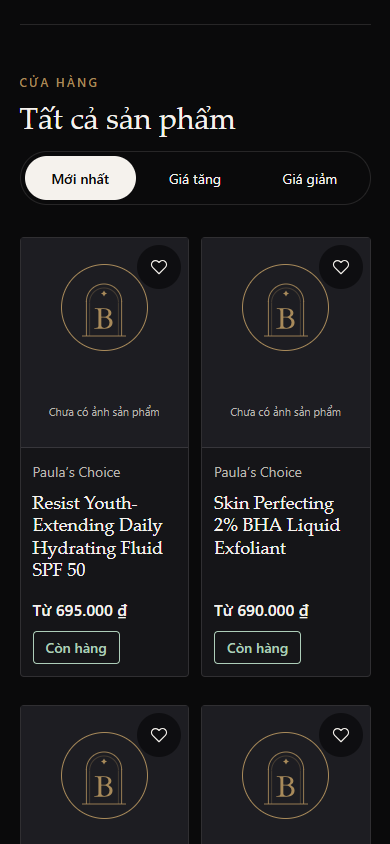 CỬA HÀNG
Tất cả sản phẩm
Mới nhất
Giá tăng
Giá giảm
B
Chưa có ảnh sản phẩm
Paula’s Choice
Resist Youth-
Extending Daily
Hydrating Fluid
SPF 50
Từ 695.000 ₫
Còn hàng
B
Chưa có ảnh sản phẩm
Paula’s Choice
Skin Perfecting
2% BHA Liquid
Exfoliant
Từ 690.000 ₫
Còn hàng
B
B